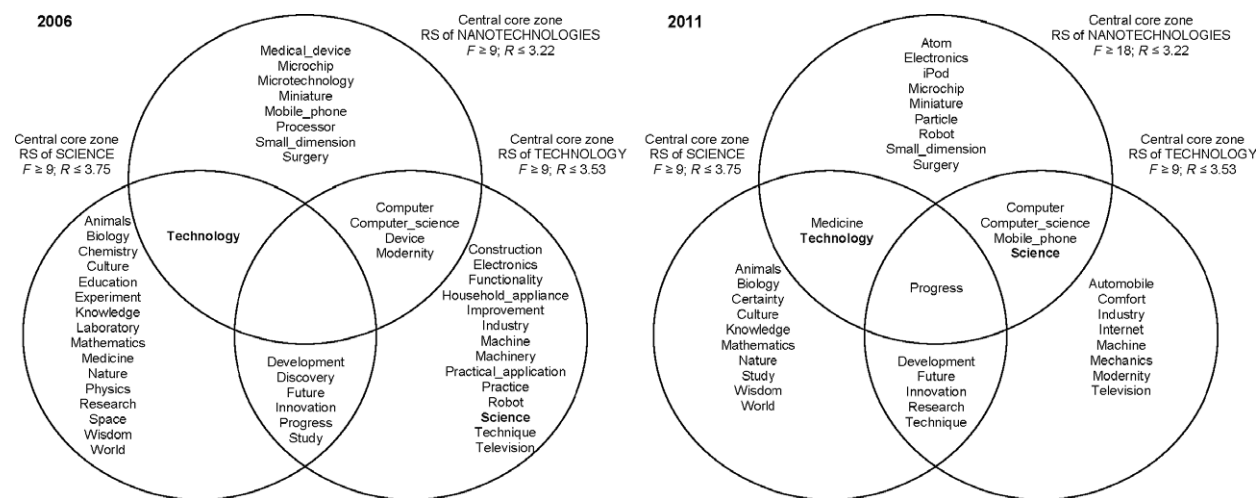 2006
Central core zone
RS of NANOTECHNOLOGIES
F ≥ 9; R ≤ 3.22
Medical_device
Microchip
Microtechnology
Miniature
Mobile_phone
Processor
Small_dimension
Surgery
Central core zone
RS of SCIENCE
F ≥ 9; R ≤ 3.75
Central core zone
RS of TECHNOLOGY
F ≥ 9; R ≤ 3.53
Technology
Computer
Computer_science
Device
Modernity
Animals
Biology
Chemistry
Culture
Education
Experiment
Knowledge
Laboratory
Mathematics
Medicine
Nature
Physics
Research
Space
Wisdom
World
Development
Discovery
Future
Innovation
Progress
Study
Construction
Electronics
Functionality
Household_appliance
Improvement
Industry
Machine
Machinery
Practical_application
Practice
Robot
Science
Technique
Television
2011
Central core zone
RS of NANOTECHNOLOGIES
F ≥ 18; R ≤ 3.22
Atom
Electronics
iPod
Microchip
Miniature
Particle
Robot
Small_dimension
Surgery
Central core zone
RS of SCIENCE
F ≥ 9; R ≤ 3.75
Central core zone
RS of TECHNOLOGY
F ≥ 9; R ≤ 3.53
Medicine
Technology
Computer
Computer_science
Mobile_phone
Science
Progress
Animals
Biology
Certainty
Culture
Knowledge
Mathematics
Nature
Study
Wisdom
World
Development
Future
Innovation
Research
Technique
Automobile
Comfort
Industry
Internet
Machine
Mechanics
Modernity
Television